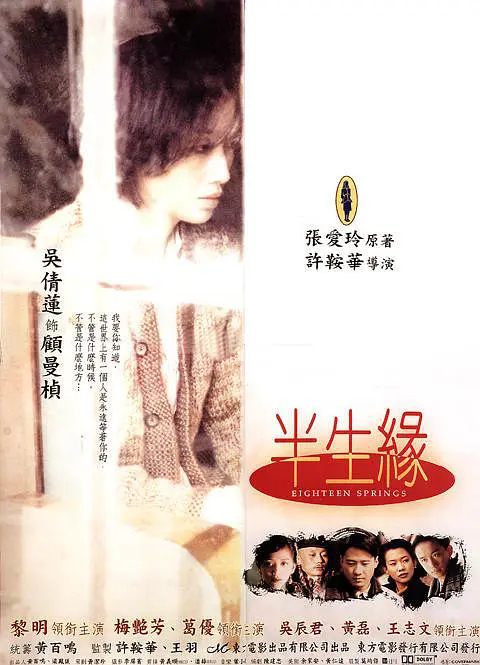 張愛玲原著
許鞍華導演
吳倩蓮飾顧曼楨
我要你知道，
這世界上有一個人是永遠等著你的，
不管是什麼時候，
不管是什麼地方…
半生緣
EIGHTEEN SPRINGS
黎明領銜主演 梅艷芳、葛優領銜主演 吳辰君、黃磊、王志文領銜主演
統籌 黃百鳴 監製 許鞍華、王羽 東方電影出品有限公司出品 東方電影發行有限公司發行
DOLBY